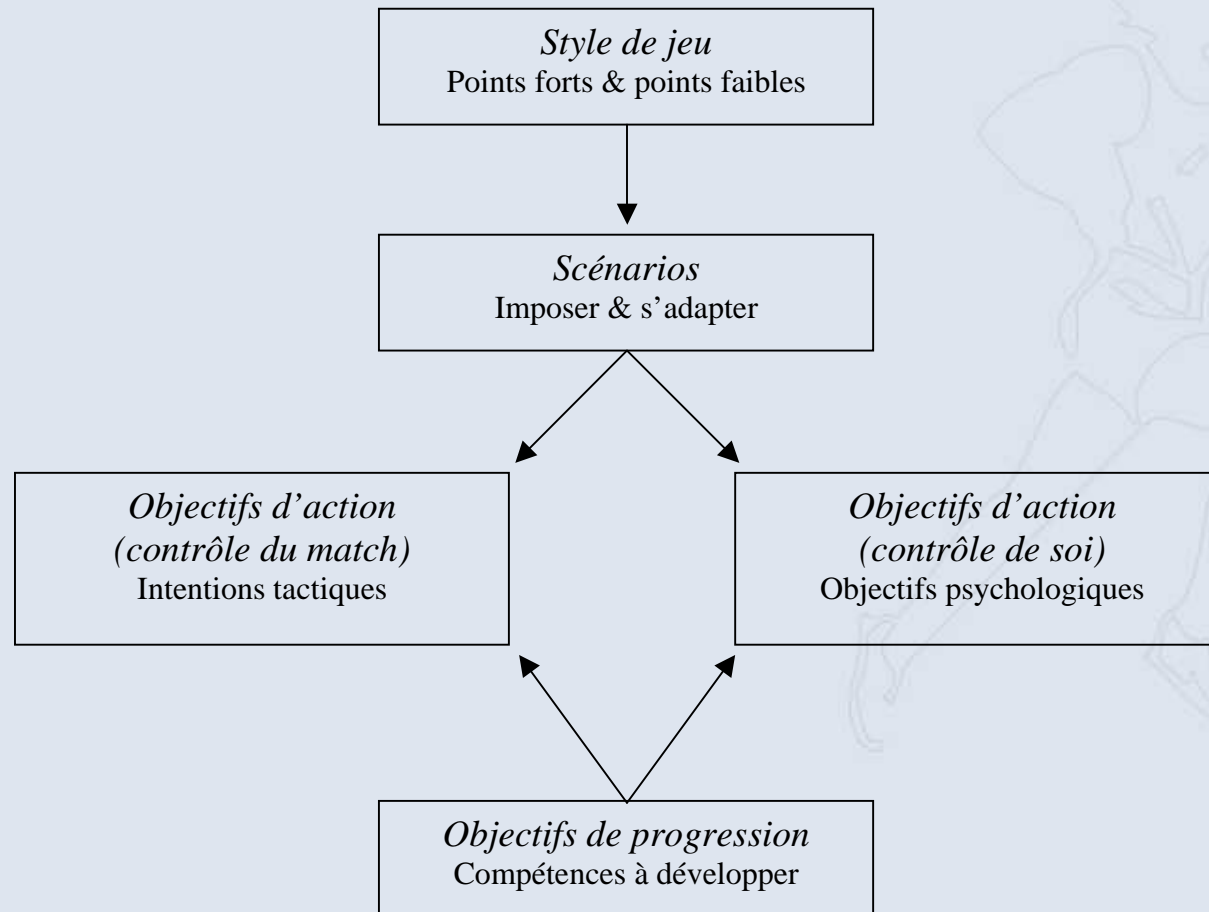 Style de jeu
Points forts & points faibles
Scénarios
Imposer & s’adapter
Objectifs d’action
(contrôle du match)
Intentions tactiques
Objectifs d’action
(contrôle de soi)
Objectifs psychologiques
Objectifs de progression
Compétences à développer